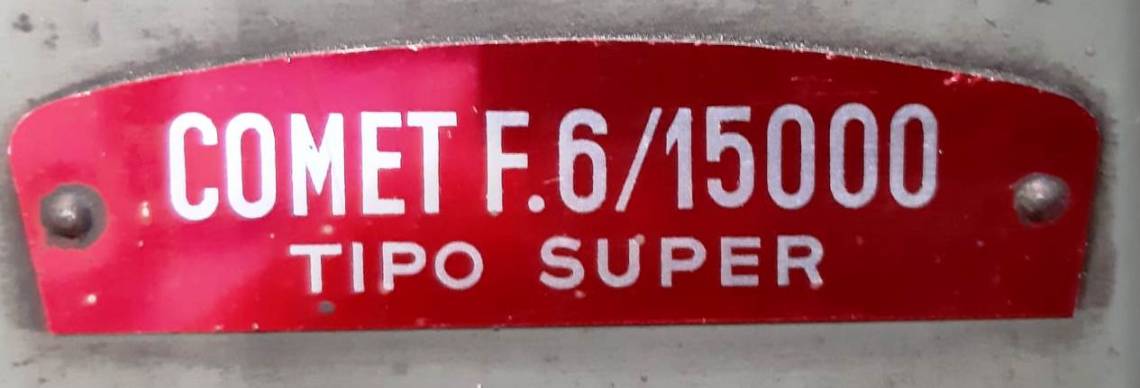 COMET F.6/15000
TIPO SUPER